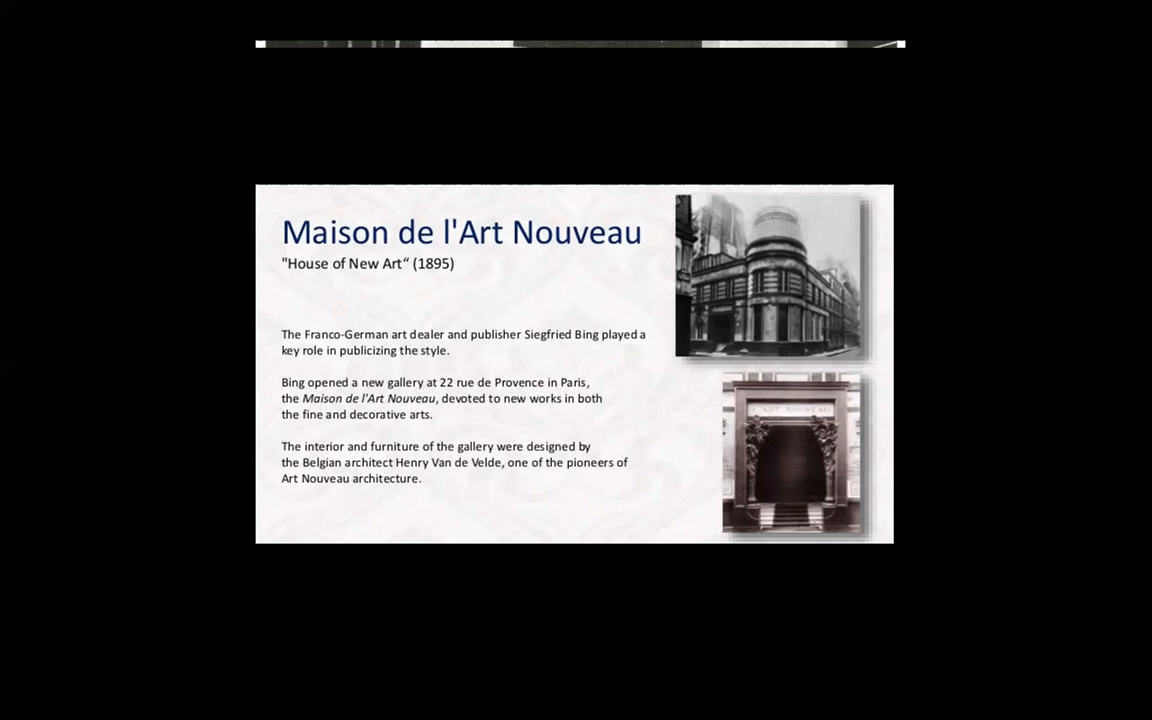 Maison de l'Art Nouveau
"House of New Art“ (1895)
The Franco-German art dealer and publisher Siegfried Bing played a
key role in publicizing the style.
Bing opened a new gallery at 22 rue de Provence in Paris,
the Maison de l'Art Nouveau, devoted to new works in both
the fine and decorative arts.
The interior and furniture of the gallery were designed by
the Belgian architect Henry Van de Velde, one of the pioneers of
Art Nouveau architecture.
L'ART NOUVEAU